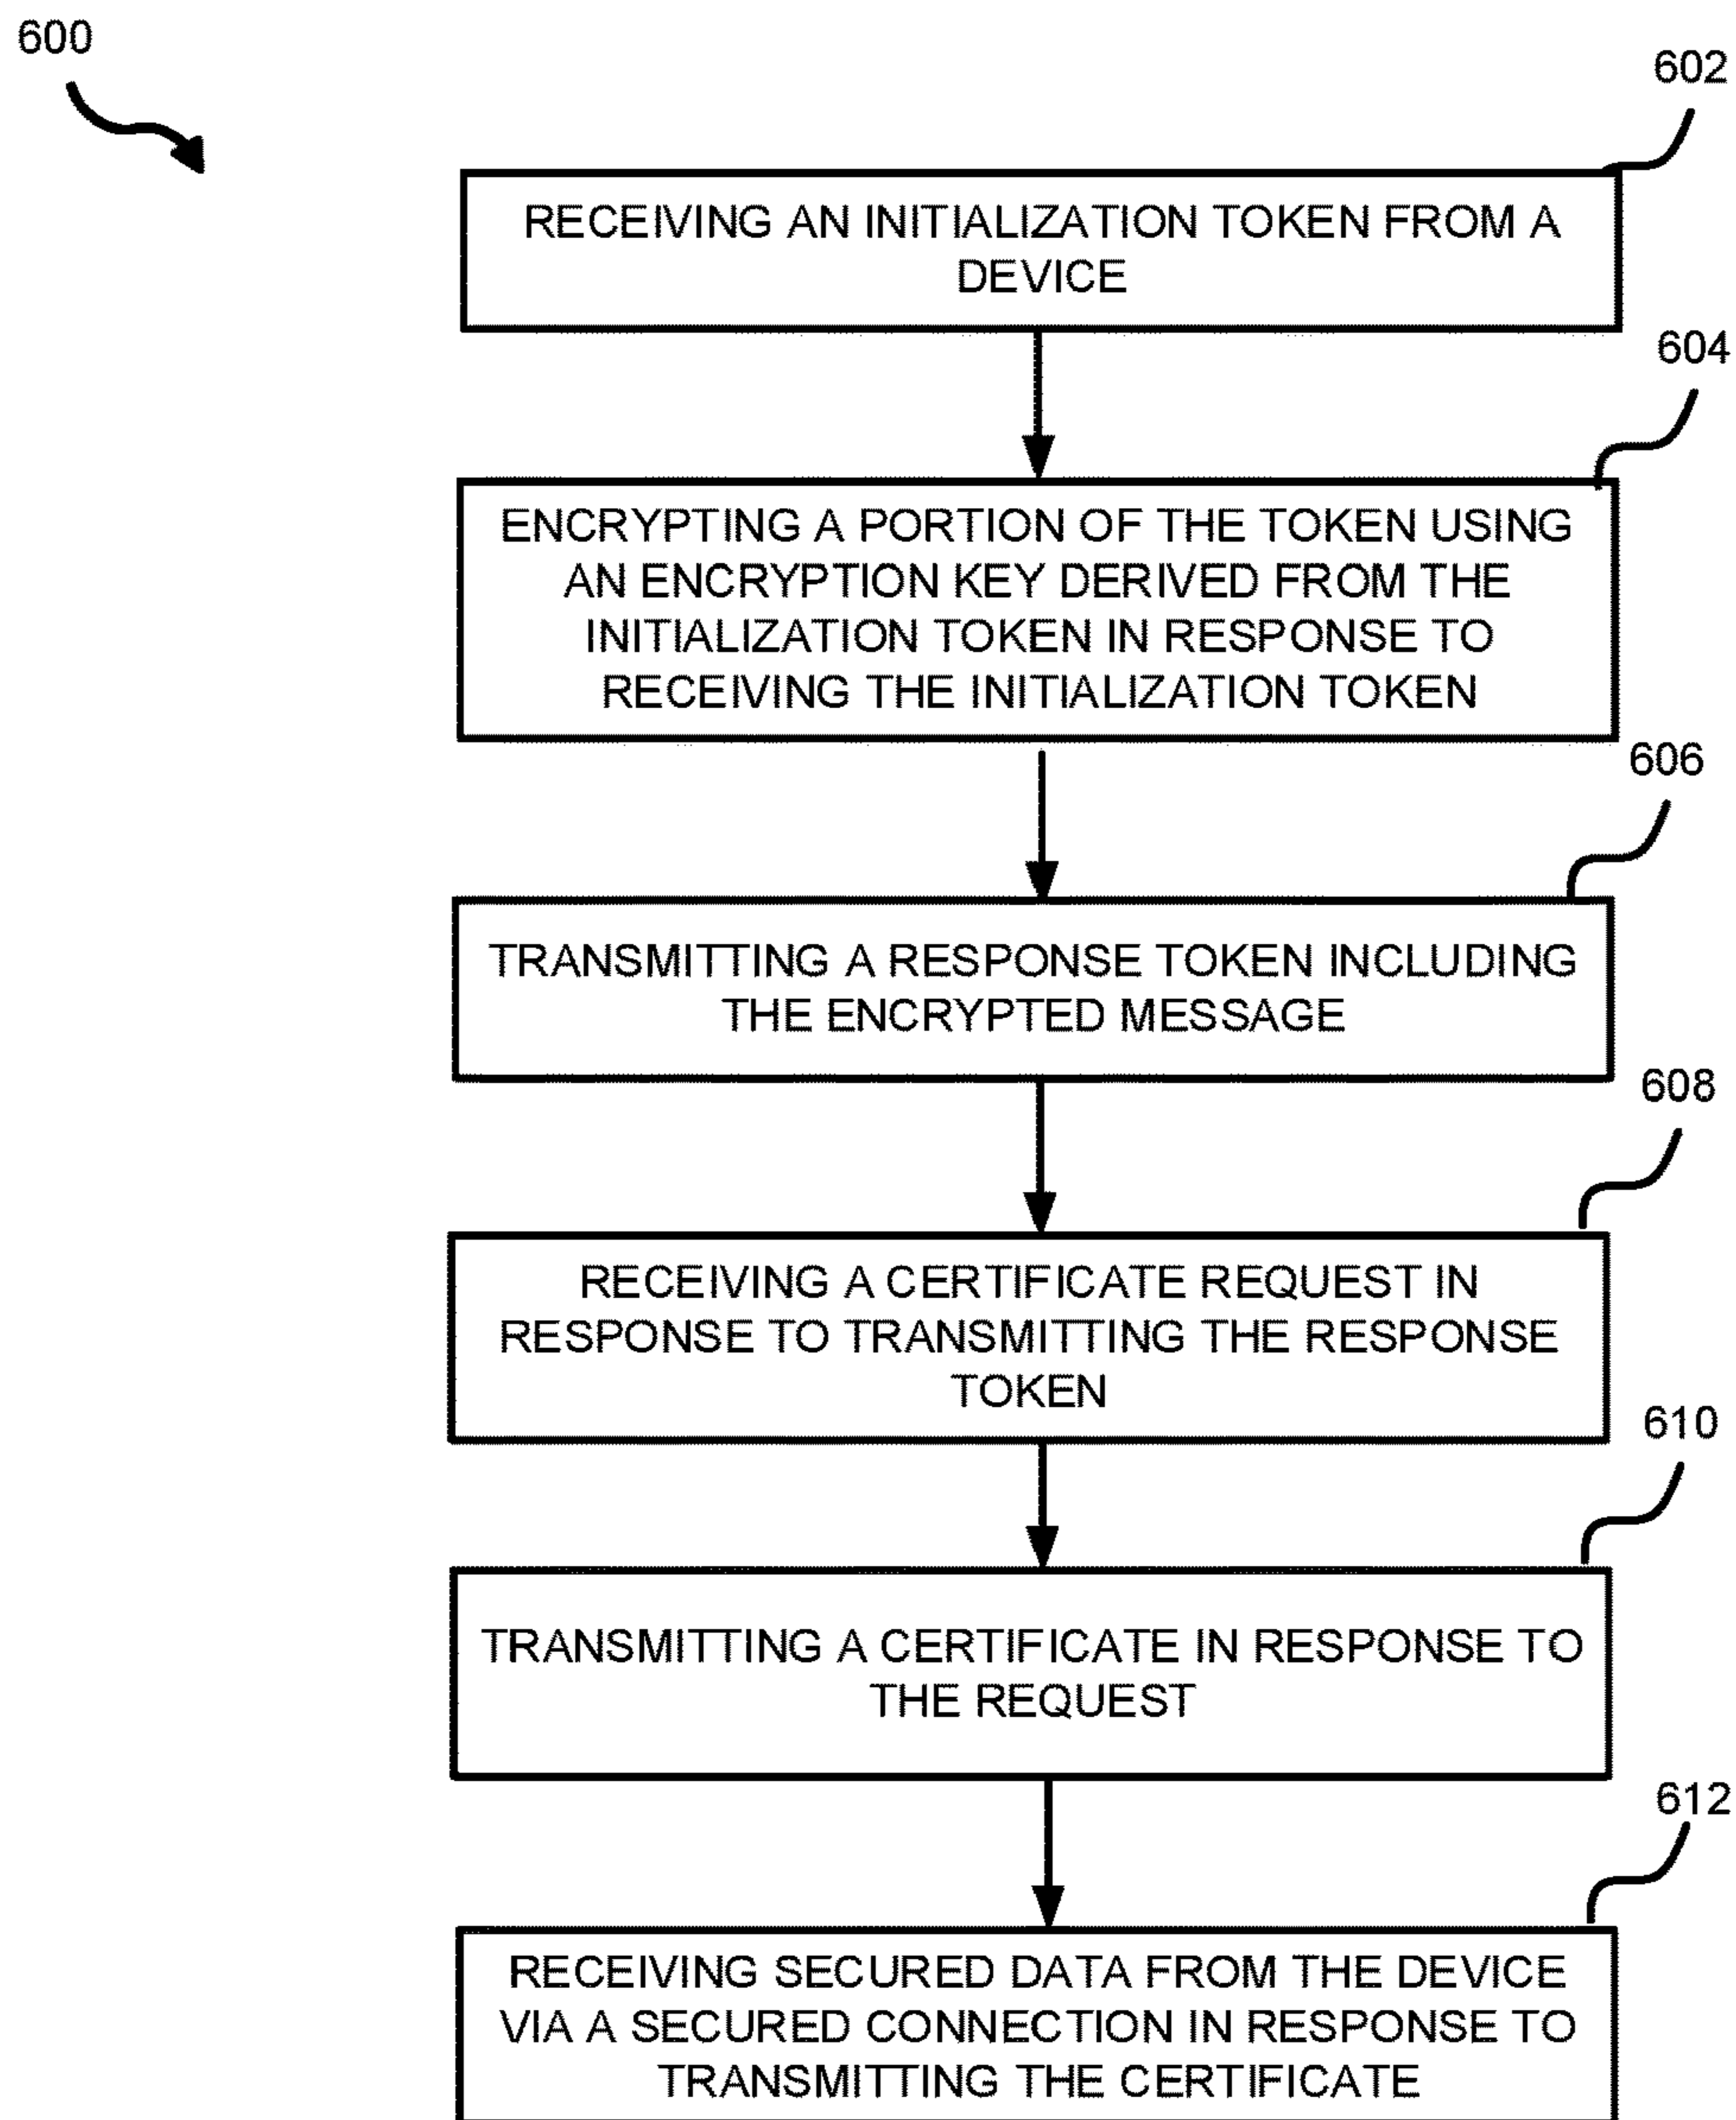 600
602
RECEIVING AN INITIALIZATION TOKEN FROM A
DEVICE
604
ENCRYPTING A PORTION OF THE TOKEN USING
AN ENCRYPTION KEY DERIVED FROM THE
INITIALIZATION TOKEN IN RESPONSE TO
RECEIVING THE INITIALIZATION TOKEN
606
TRANSMITTING A RESPONSE TOKEN INCLUDING
THE ENCRYPTED MESSAGE
608
RECEIVING A CERTIFICATE REQUEST IN
RESPONSE TO TRANSMITTING THE RESPONSE
TOKEN
610
TRANSMITTING A CERTIFICATE IN RESPONSE TO
THE REQUEST
612
RECEIVING SECURED DATA FROM THE DEVICE
VIA A SECURED CONNECTION IN RESPONSE TO
TRANSMITTING THE CERTIFICATE